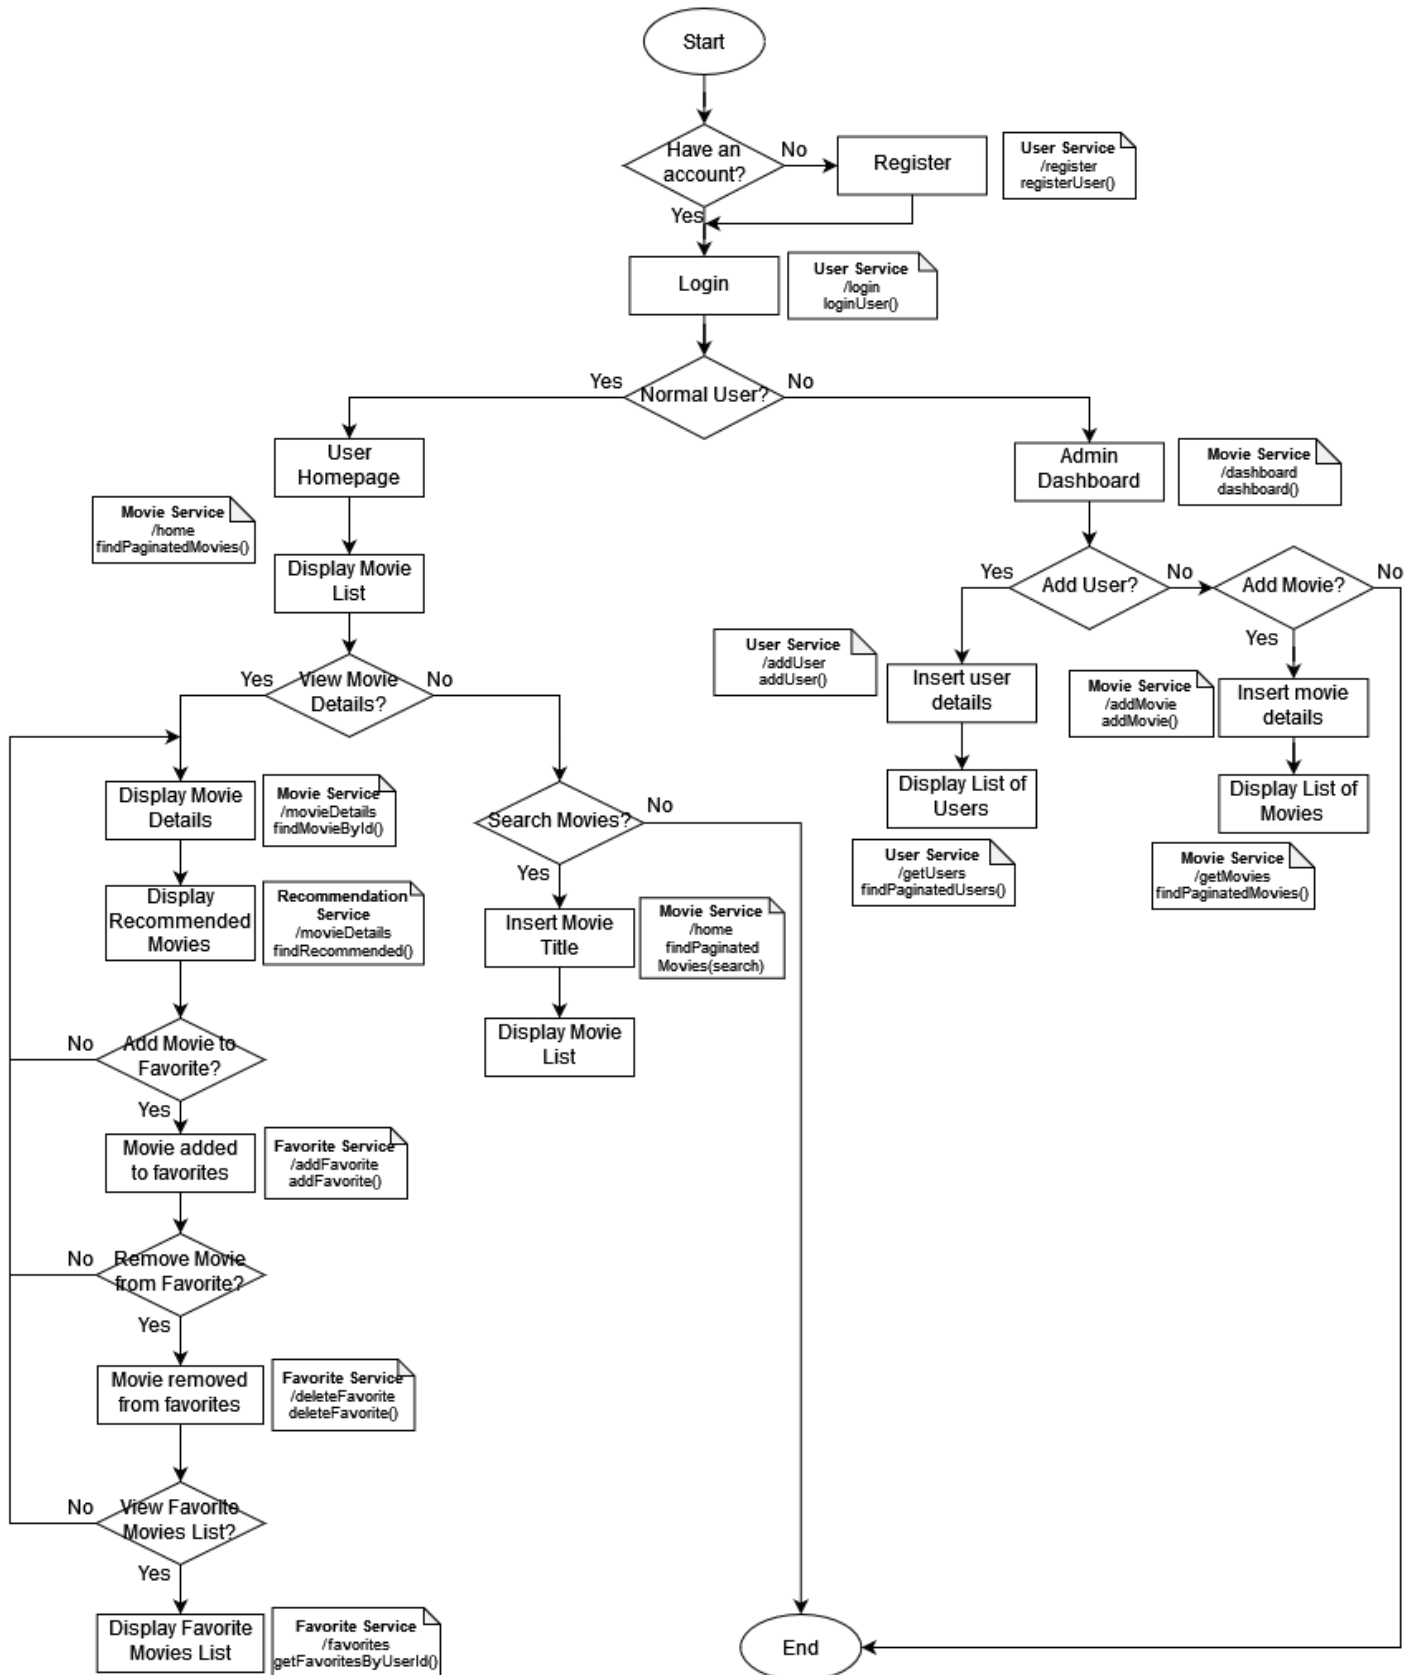 Start
Have an
account?
No
Register
User Service
/register
registerUser()
Yes
Login
User Service
/login
loginUser()
Yes
Normal User?
No
User
Homepage
Admin
Dashboard
Movie Service
/dashboard
dashboard()
Movie Service
/home
findPaginatedMovies()
Display Movie
List
Yes
Add User?
No
Add Movie?
No
Yes
User Service
/addUser
addUser()
Insert user
details
Movie Service
/addMovie
addMovie()
Insert movie
details
Yes
View Movie
Details?
No
Display Movie
Details
Movie Service
/movieDetails
findMovieById()
Search Movies?
No
Display List of
Users
Display List of
Movies
User Service
/getUsers
findPaginatedUsers()
Movie Service
/getMovies
findPaginatedMovies()
Yes
Display
Recommended
Movies
Recommendation
Service
/movieDetails
findRecommended()
Insert Movie
Title
Movie Service
/home
findPaginated
Movies(search)
No
Add Movie to
Favorite?
Display Movie
List
Yes
Movie added
to favorites
Favorite Service
/addFavorite
addFavorite()
No
Remove Movie
from Favorite?
Yes
Movie removed
from favorites
Favorite Service
/deleteFavorite
deleteFavorite()
No
View Favorite
Movies List?
Yes
Display Favorite
Movies List
Favorite Service
/favorites
getFavoritesByUserId()
End